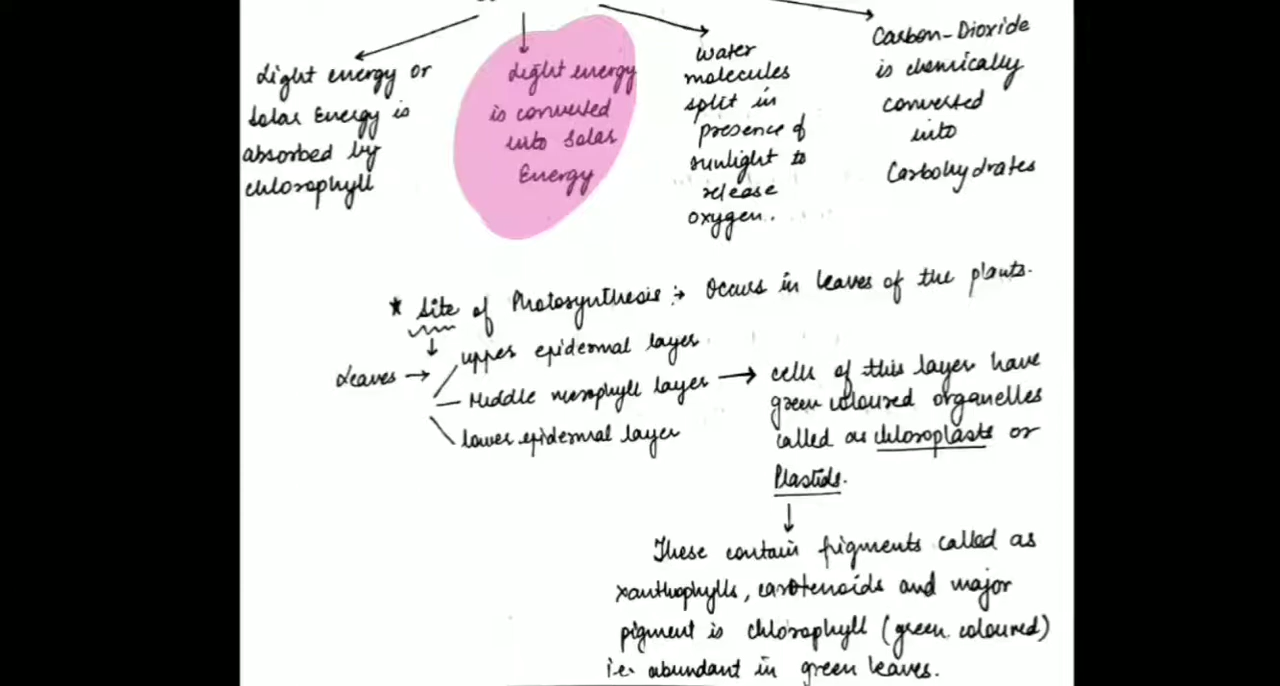 Light energy or
Solar Energy is
absorbed by
chlorophyll
Light energy
is converted
into Solar
Energy
Water
molecules
split in
presence of
sunlight to
release
oxygen.
Carbon-Dioxide
is chemically
converted
into
Carbohydrates
* Site of Photosynthesis :→ Occurs in leaves of the plants.
Leaves →
upper epidermal layer
Middle mesophyll layer →
lower epidermal layer
cells of this layer have
green coloured organelles
called as chloroplasts or
Plastids.
These contain pigments called as
xanthophylls, carotenoids and major
pigment is chlorophyll (green coloured)
i.e. abundant in green leaves.